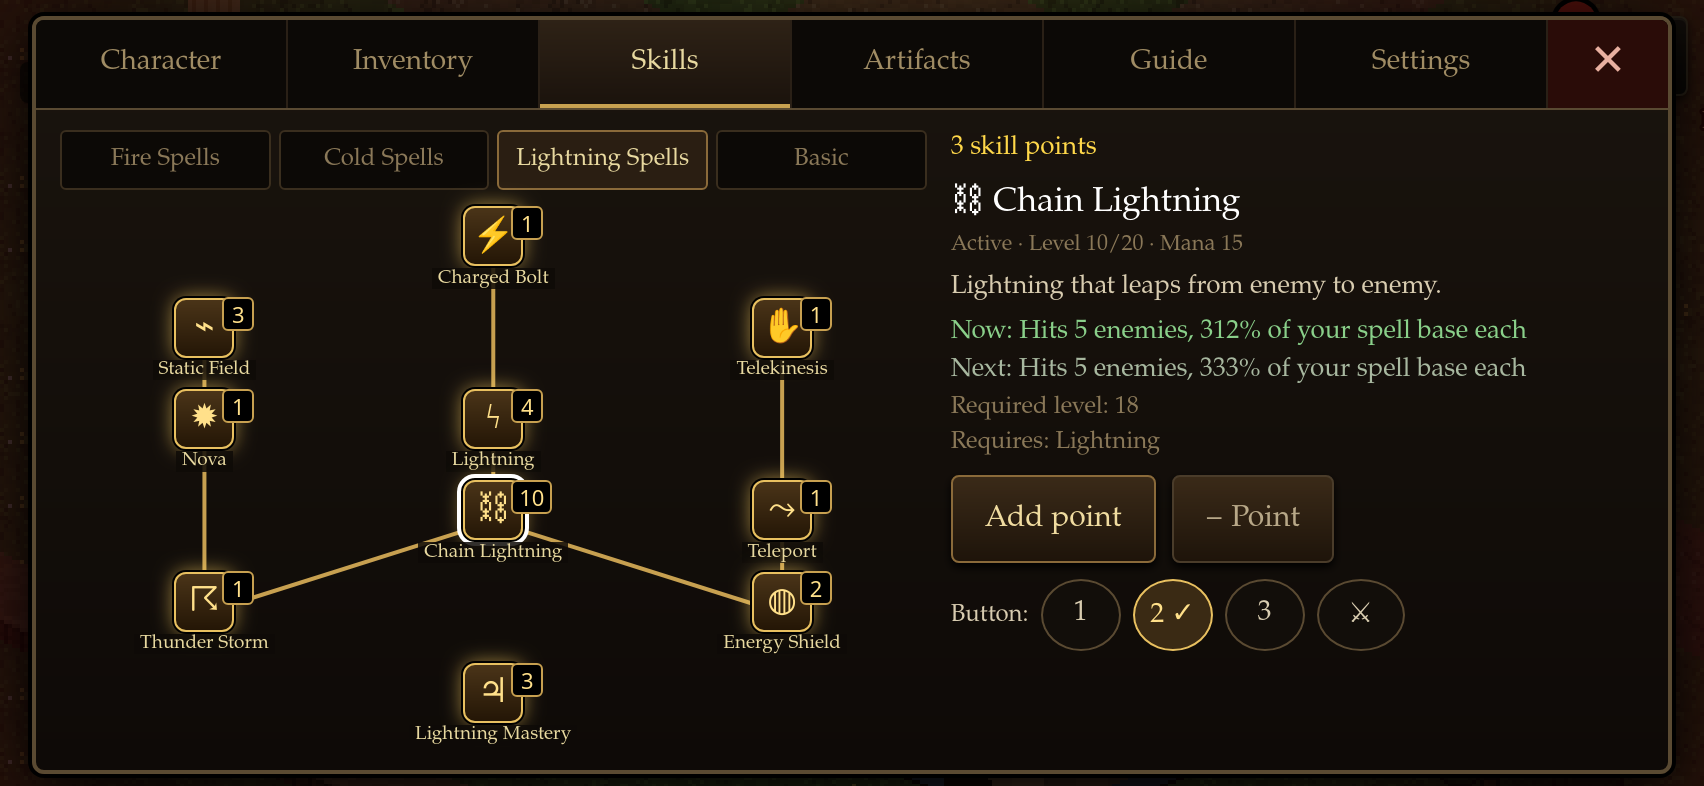 Character
Inventory
Skills
Artifacts
Guide
Settings
✕
Fire Spells
Cold Spells
Lightning Spells
Basic
1
Charged Bolt
3
Static Field
1
Telekinesis
1
Nova
4
Lightning
10
Chain Lightning
1
Teleport
1
Thunder Storm
2
Energy Shield
3
Lightning Mastery
3 skill points
⛓ Chain Lightning
Active · Level 10/20 · Mana 15
Lightning that leaps from enemy to enemy.
Now: Hits 5 enemies, 312% of your spell base each
Next: Hits 5 enemies, 333% of your spell base each
Required level: 18
Requires: Lightning
Add point
– Point
Button: 1 2 ✓ 3 ⚔